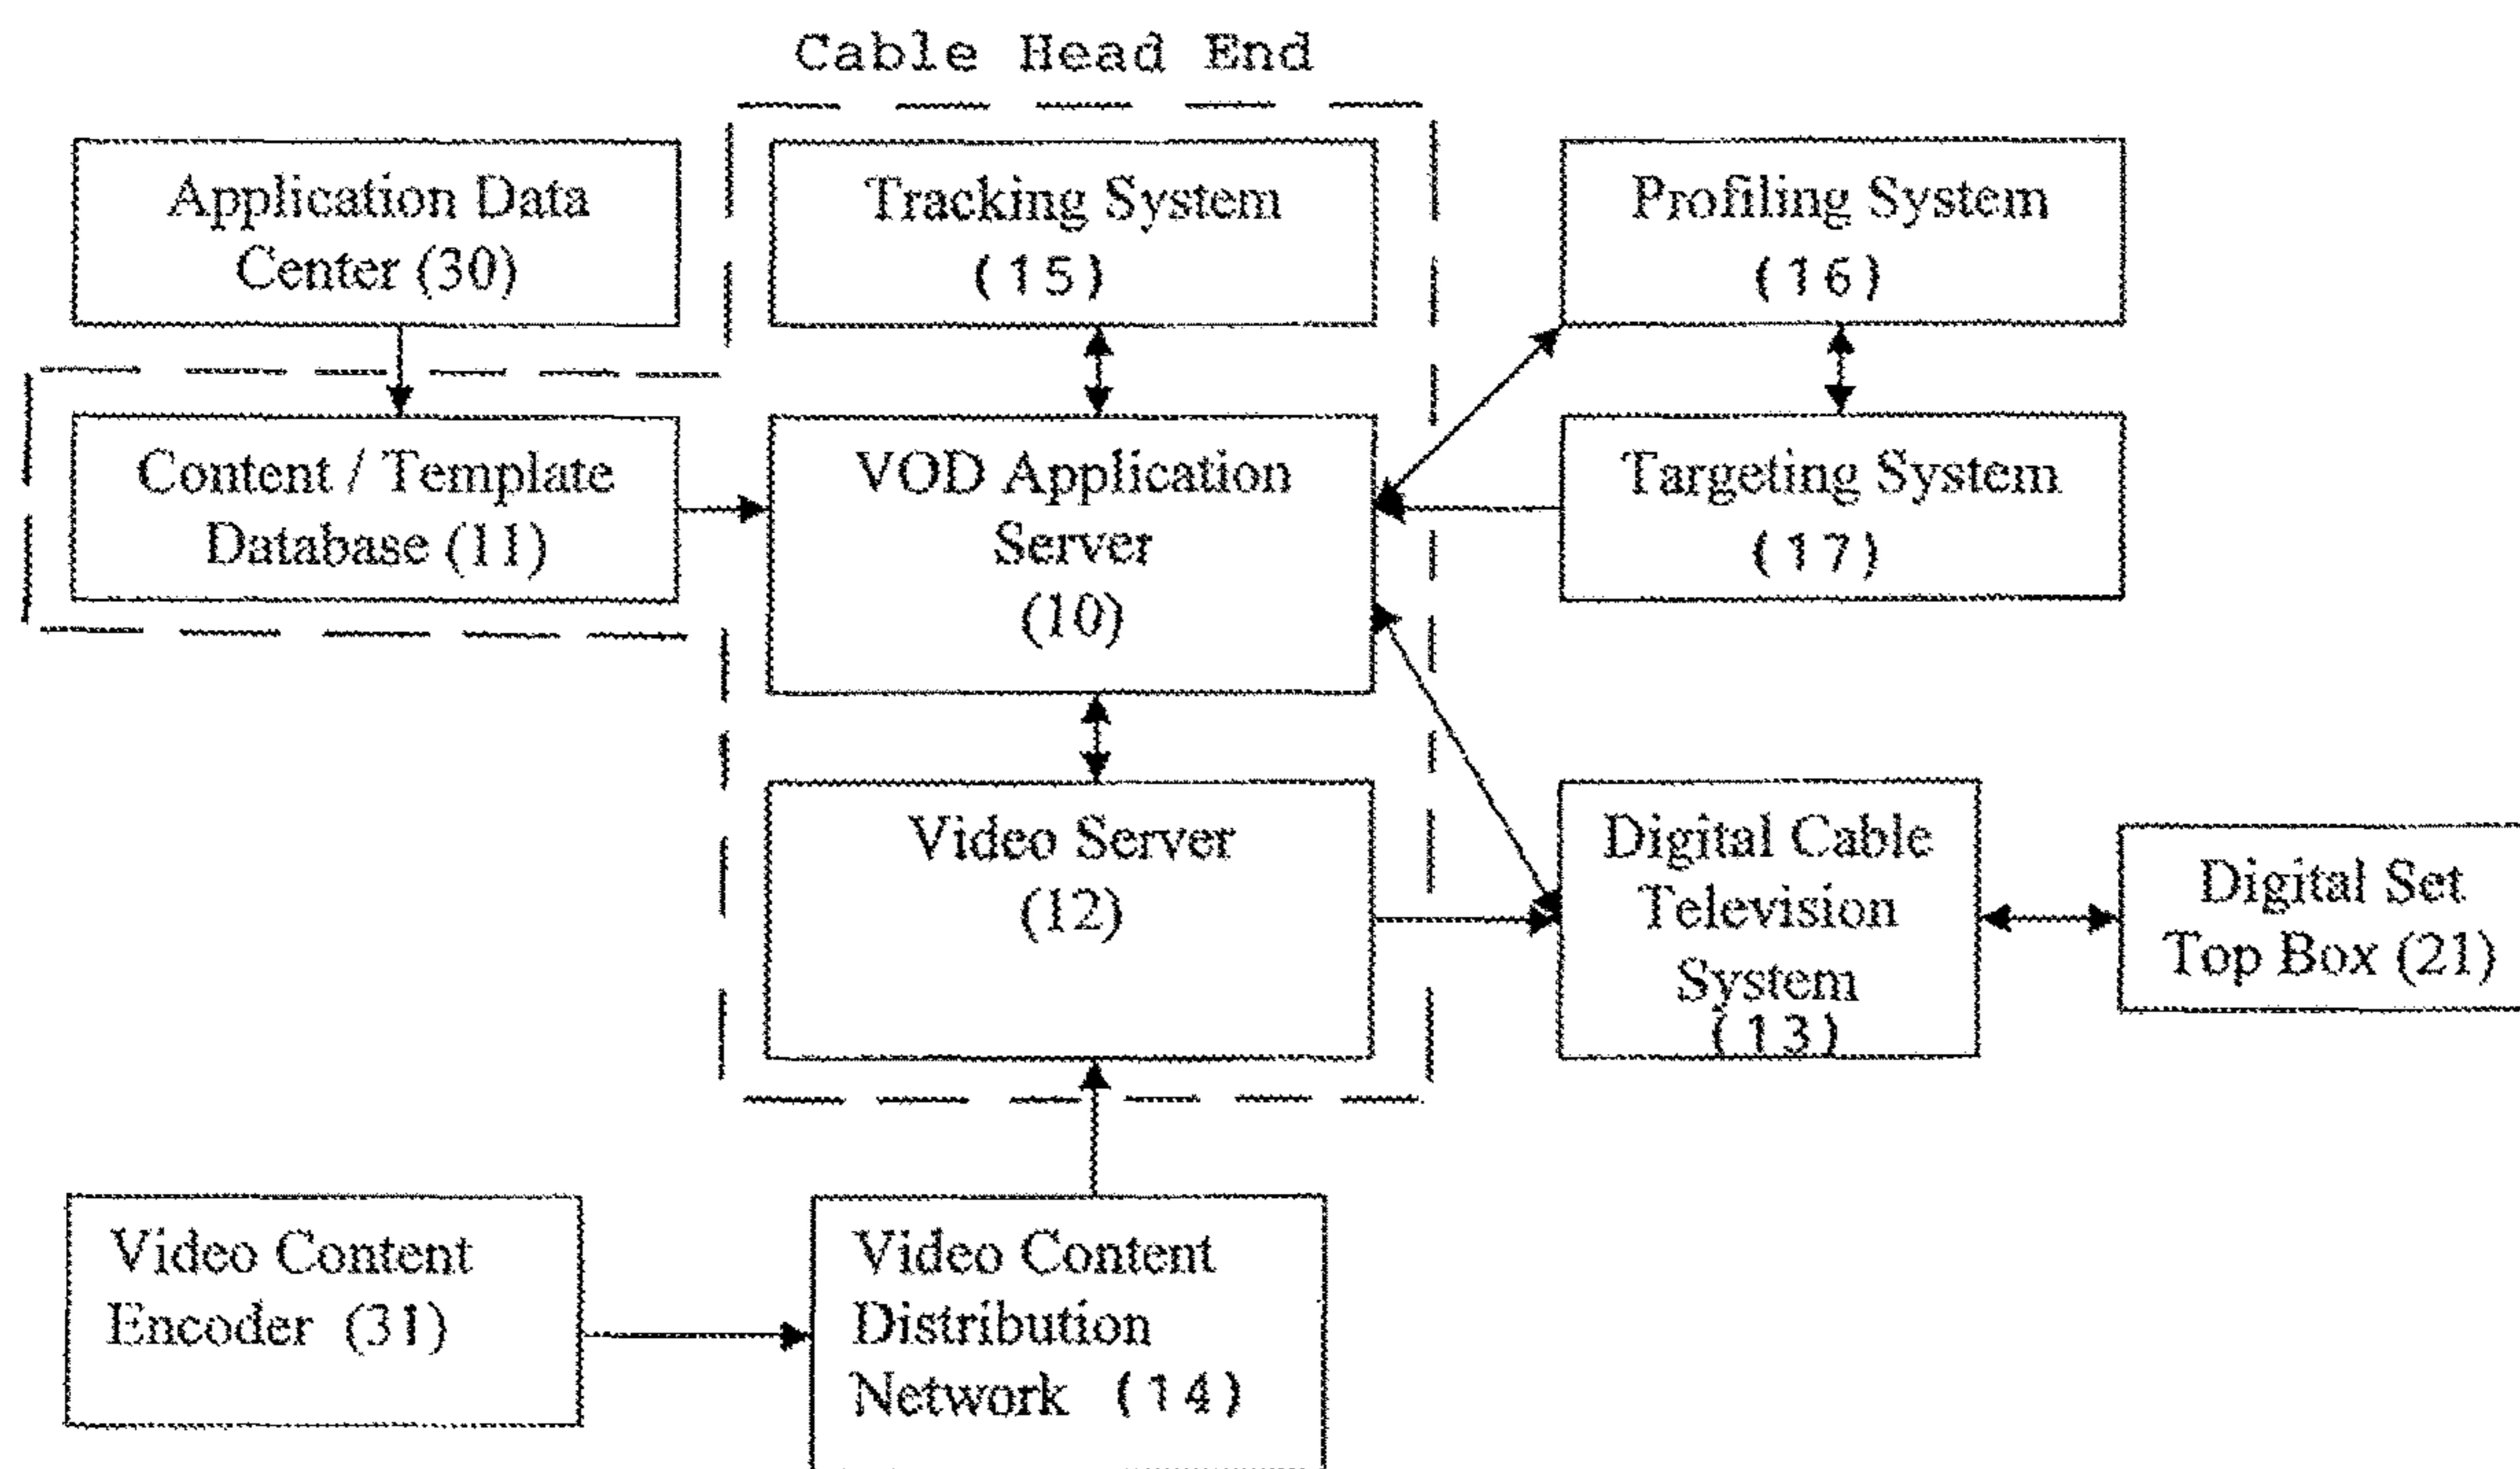 Cable Head End
Application Data
Center (30)
Tracking System
(15)
Profiling System
(16)
Content / Template
Database (11)
VOD Application
Server
(10)
Targeting System
(17)
Video Server
(12)
Digital Cable
Television
System
(13)
Digital Set
Top Box (21)
Video Content
Encoder (31)
Video Content
Distribution
Network (14)